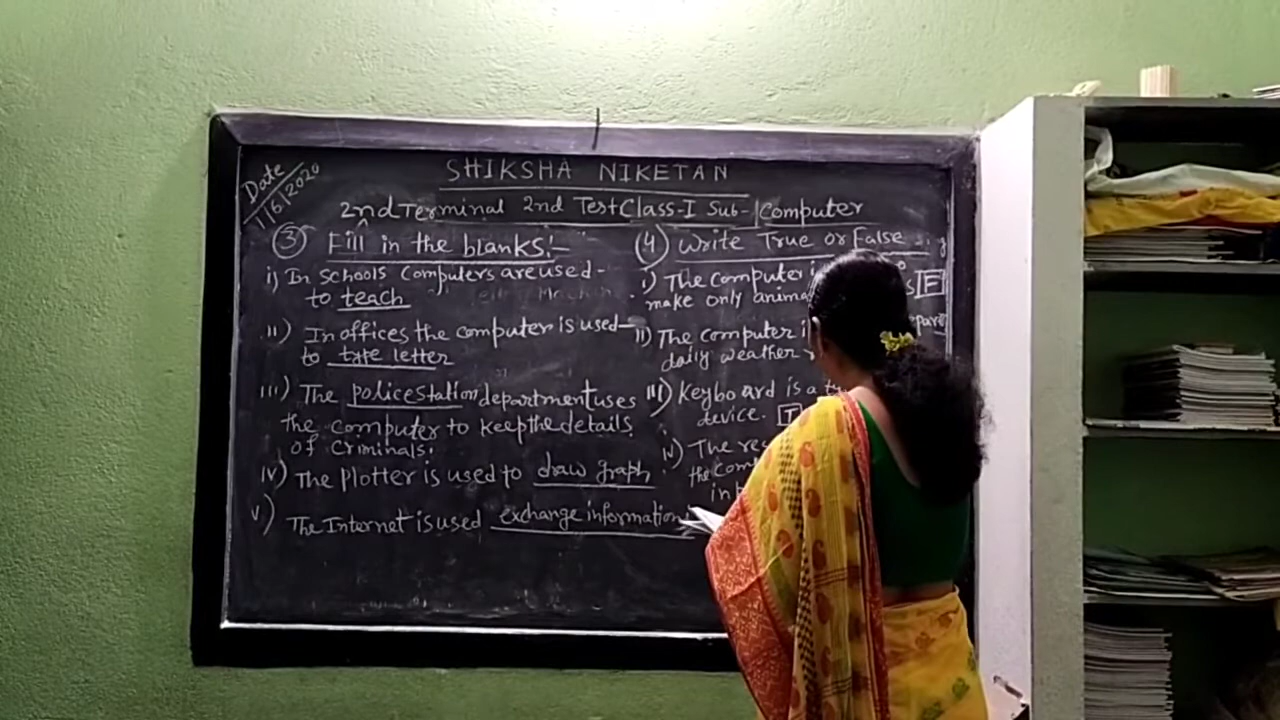 Date
1/6/2020
SHIKSHA NIKETAN
2nd Terminal 2nd Test Class-I Sub- Computer
(3) Fill in the blanks:-
i) In schools computers are used-
to teach
ii) In offices the computer is used-
to type letter
iii) The police station department uses
the computer to keep the details
of criminals.
iv) The plotter is used to draw graph
v) The Internet is used exchange information
(4) Write True or False
i) The computer i
make only anima s F
ii) The computer i
daily weather
iii) Keyboard is a
device. T
iv) The res
the com
in